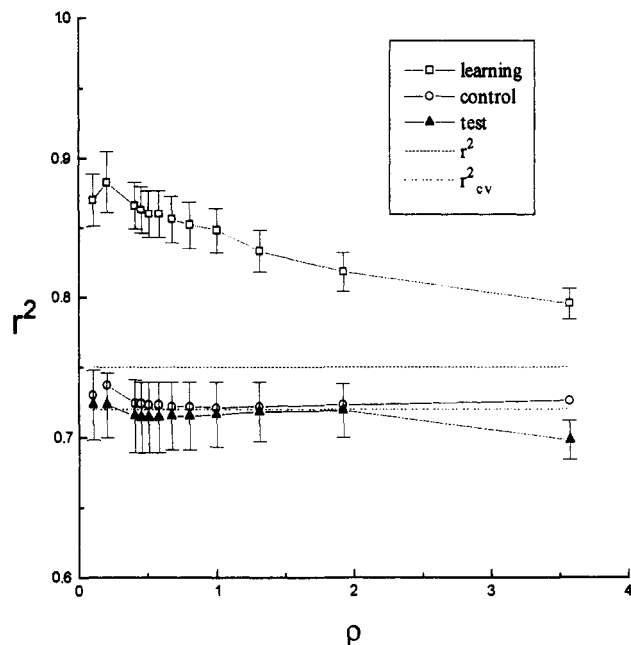 1.0
0.9
0.8
0.7
0.6
r²
0
1
2
3
4
ρ
learning
control
test
r²
r²cv